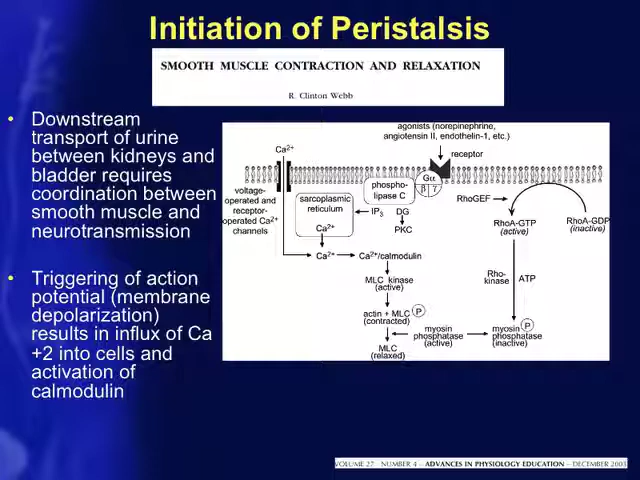 Initiation of Peristalsis
SMOOTH MUSCLE CONTRACTION AND RELAXATION
R. Clinton Webb
• Downstream
transport of urine
between kidneys and
bladder requires
coordination between
smooth muscle and
neurotransmission
• Triggering of action
potential (membrane
depolarization)
results in influx of Ca
+2 into cells and
activation of
calmodulin
agonists (norepinephrine,
angiotensin II, endothelin-1, etc.)
Ca2+
receptor
Gα
β γ
phospho-
lipase C
voltage-
operated and
receptor-
operated Ca2+
channels
sarcoplasmic
reticulum
Ca2+
IP3
DG
PKC
RhoGEF
RhoA-GTP
(active)
RhoA-GDP
(inactive)
Ca2+
Ca2+/calmodulin
MLC kinase
(active)
Rho-
kinase
ATP
actin + MLC P
(contracted)
myosin
phosphatase
(active)
myosin P
phosphatase
(inactive)
MLC
(relaxed)
VOLUME 27 : NUMBER 4 – ADVANCES IN PHYSIOLOGY EDUCATION – DECEMBER 2003